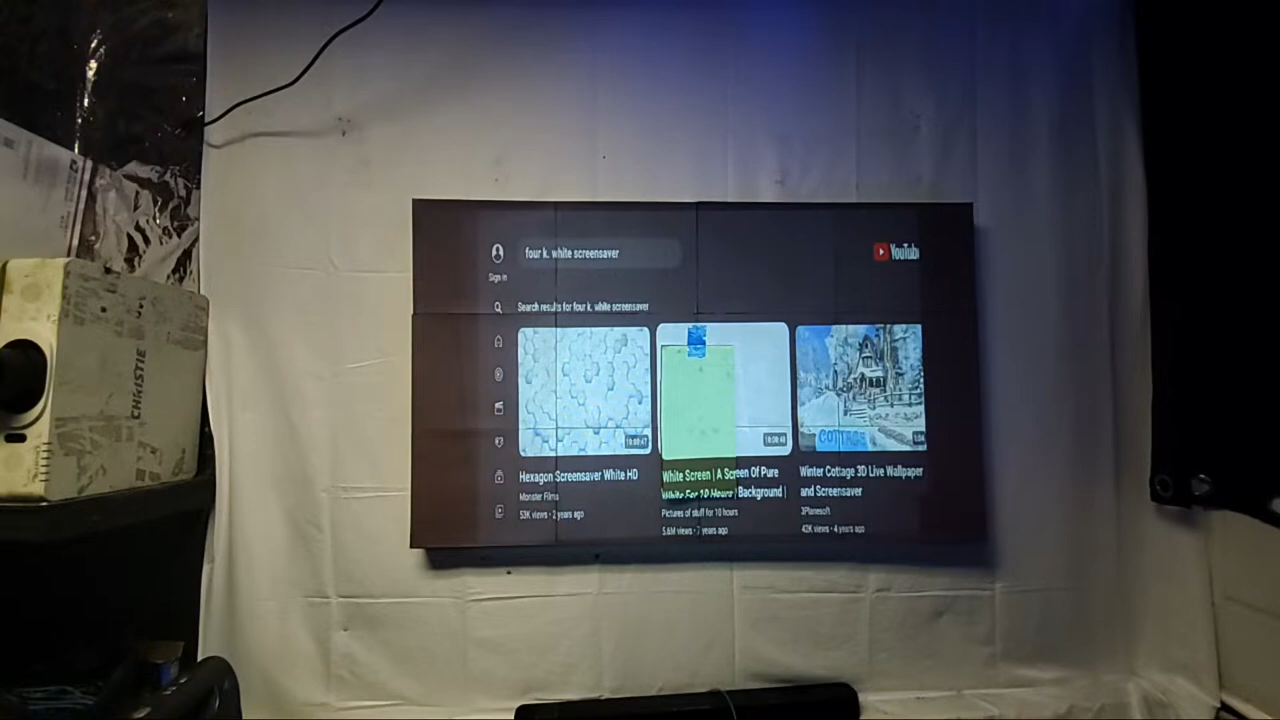 four k. white screensaver
YouTube
Sign in
Search results for four k. white screensaver
10:00:47
10:00:40
COTTAGE
1:04
Hexagon Screensaver White HD
Monster Films
53K views • 2 years ago
White Screen | A Screen Of Pure
White For 10 Hours | Background |
Pictures of stuff for 10 hours
5.6M views • 7 years ago
Winter Cottage 3D Live Wallpaper
and Screensaver
3Planesoft
42K views • 4 years ago
CHRISTIE